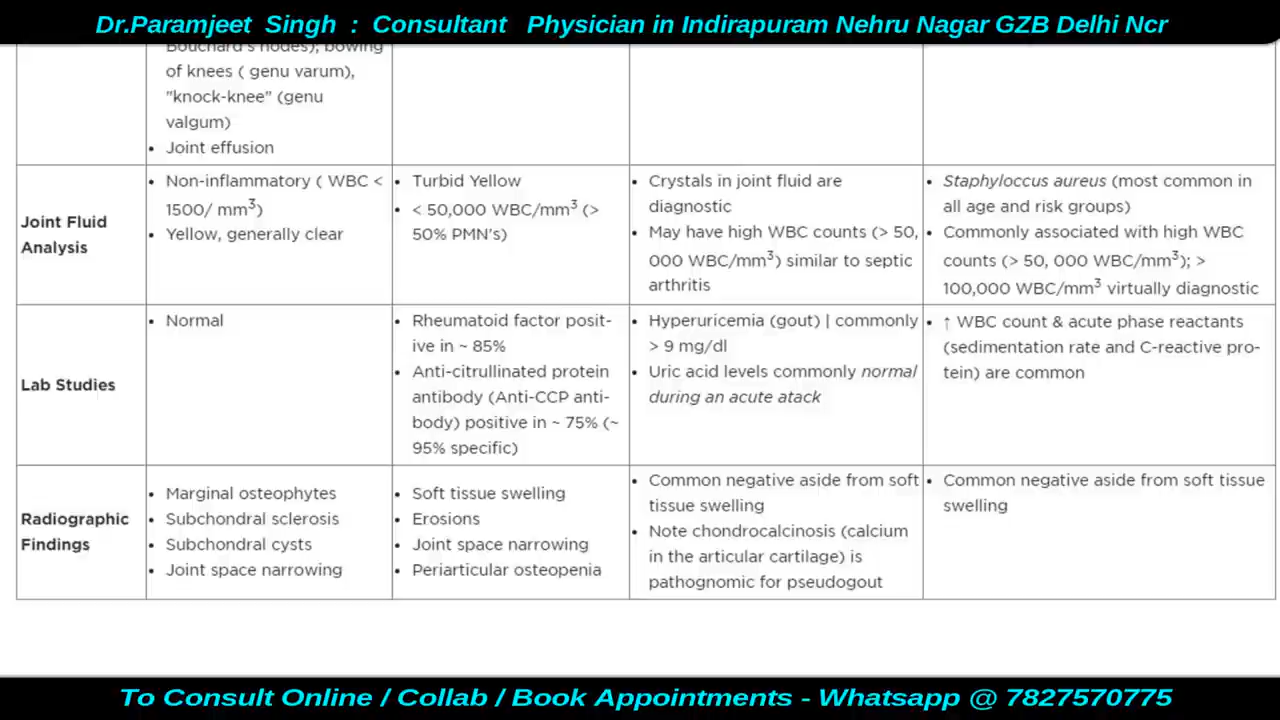 Dr.Paramjeet Singh : Consultant Physician in Indirapuram Nehru Nagar GZB Delhi Ncr
Bouchard's nodes); bowing
of knees ( genu varum),
"knock-knee" (genu
valgum)
• Joint effusion
Joint Fluid
Analysis
• Non-inflammatory ( WBC <
1500/ mm³)
• Yellow, generally clear
• Turbid Yellow
• < 50,000 WBC/mm³ (>
50% PMN's)
• Crystals in joint fluid are
diagnostic
• May have high WBC counts (> 50,
000 WBC/mm³) similar to septic
arthritis
• Staphyloccus aureus (most common in
all age and risk groups)
• Commonly associated with high WBC
counts (> 50, 000 WBC/mm³); >
100,000 WBC/mm³ virtually diagnostic
Lab Studies
• Normal
• Rheumatoid factor posit-
ive in ~ 85%
• Anti-citrullinated protein
antibody (Anti-CCP anti-
body) positive in ~ 75% (~
95% specific)
• Hyperuricemia (gout) | commonly
> 9 mg/dl
• Uric acid levels commonly normal
during an acute atack
• ↑ WBC count & acute phase reactants
(sedimentation rate and C-reactive pro-
tein) are common
Radiographic
Findings
• Marginal osteophytes
• Subchondral sclerosis
• Subchondral cysts
• Joint space narrowing
• Soft tissue swelling
• Erosions
• Joint space narrowing
• Periarticular osteopenia
• Common negative aside from soft
tissue swelling
• Note chondrocalcinosis (calcium
in the articular cartilage) is
pathognomic for pseudogout
• Common negative aside from soft tissue
swelling
To Consult Online / Collab / Book Appointments - Whatsapp @ 7827570775